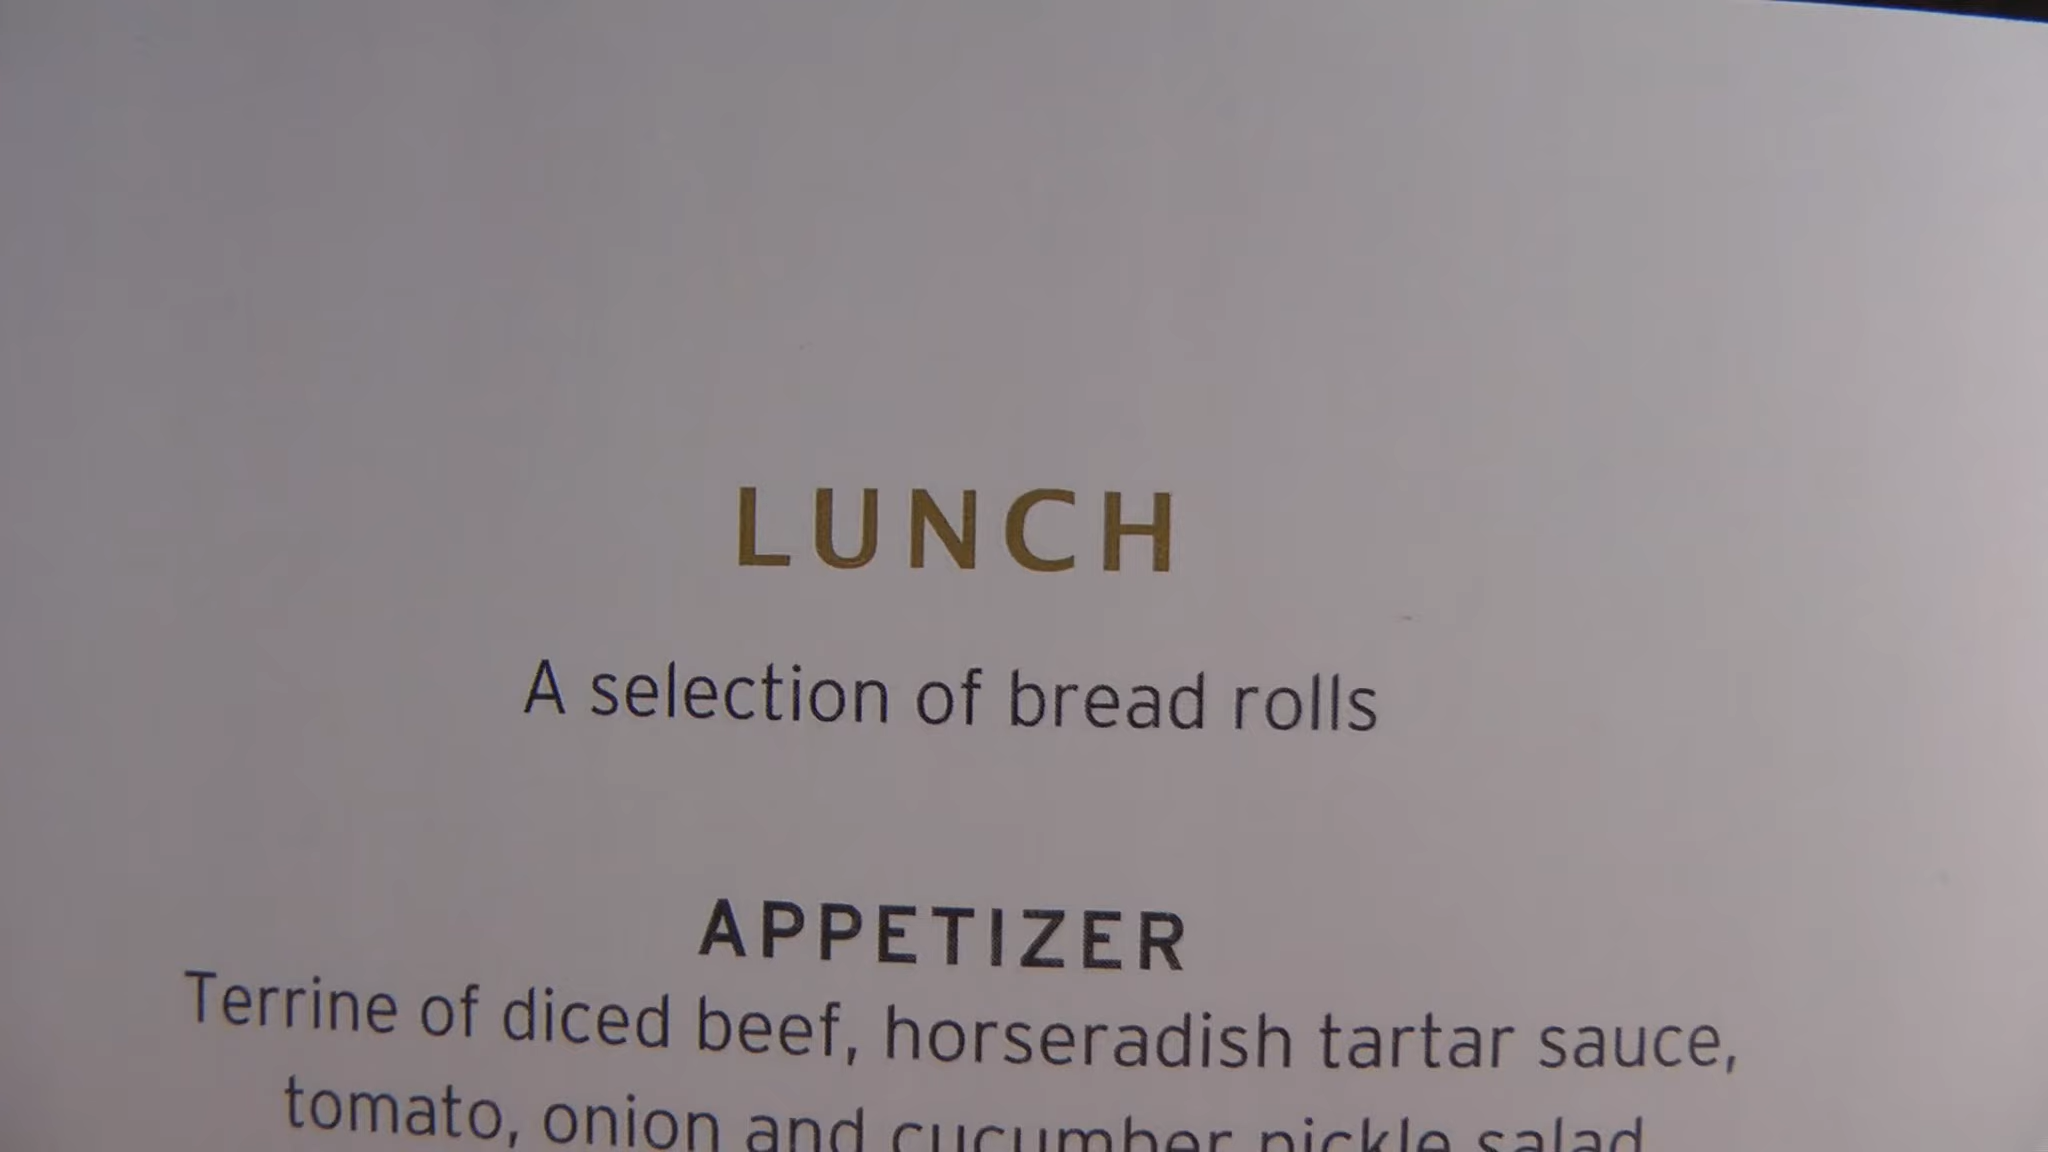 LUNCH
A selection of bread rolls
APPETIZER
Terrine of diced beef, horseradish tartar sauce,
tomato, onion and cucumber pickle salad